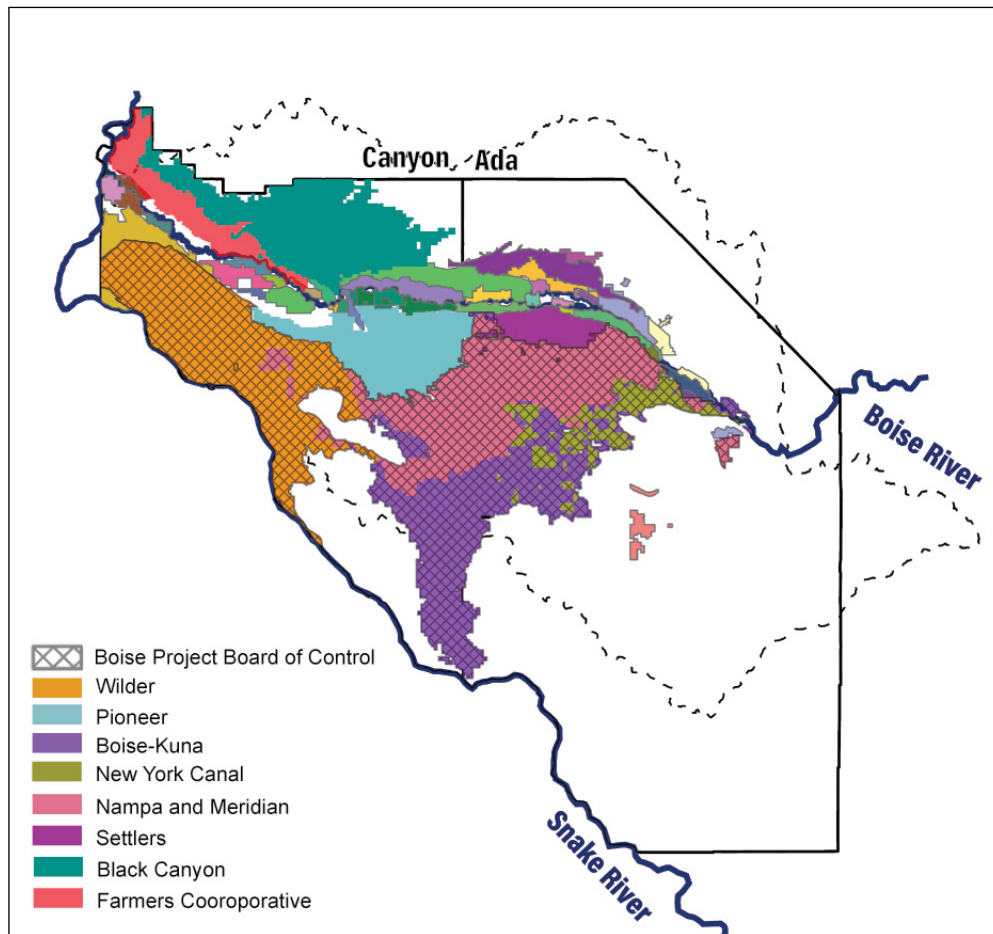 Canyon Ada
Boise River
Snake River
Boise Project Board of Control
Wilder
Pioneer
Boise-Kuna
New York Canal
Nampa and Meridian
Settlers
Black Canyon
Farmers Cooroporative